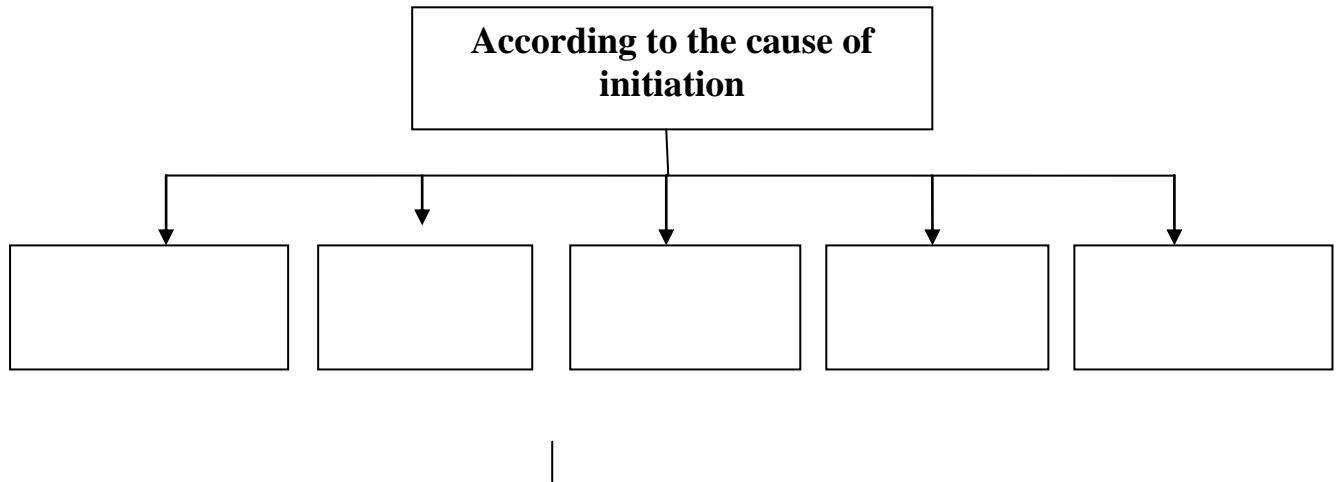 According to the cause of
initiation